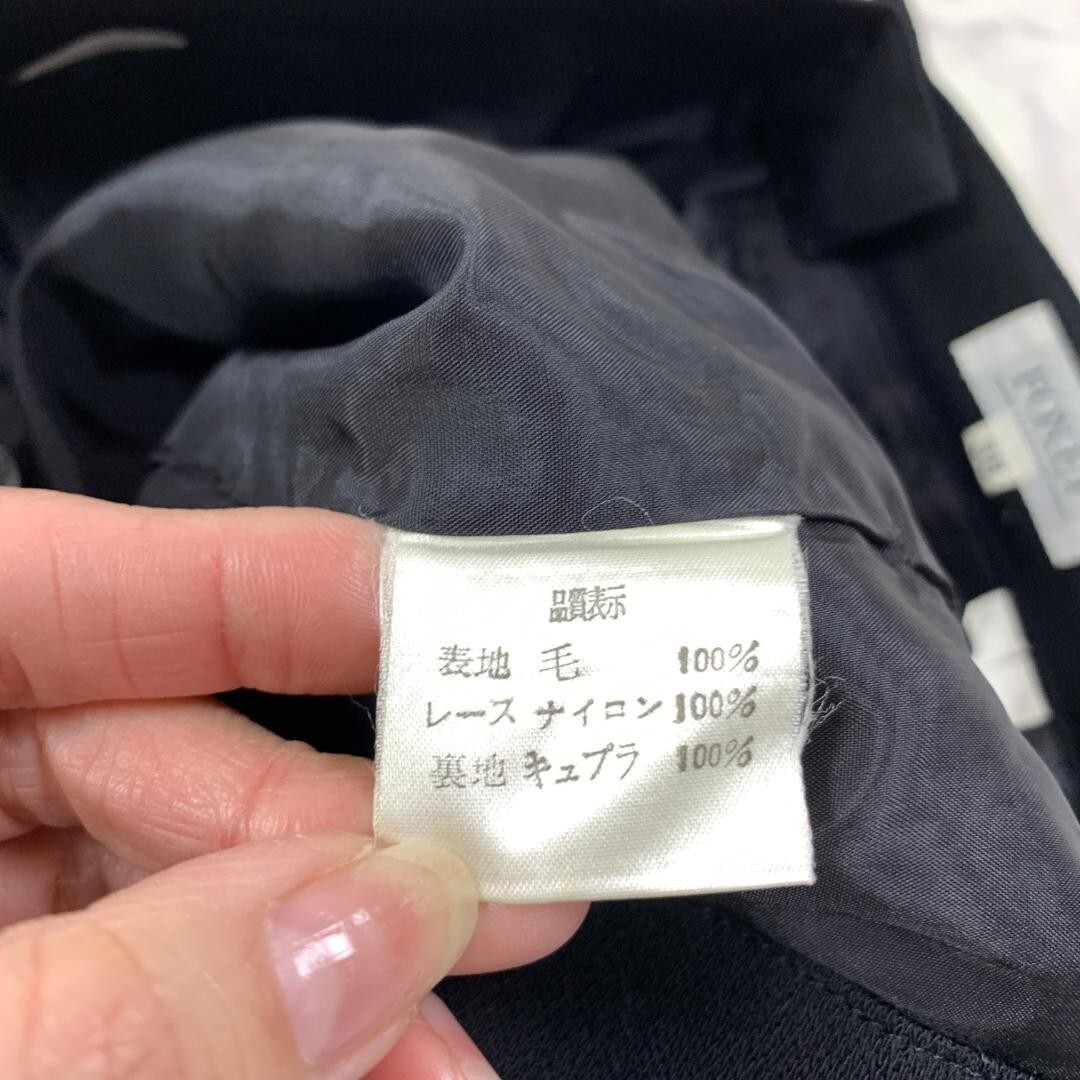 品質表示
表地 毛 100%
レース ナイロン 100%
裏地 キュプラ 100%
FOXEY